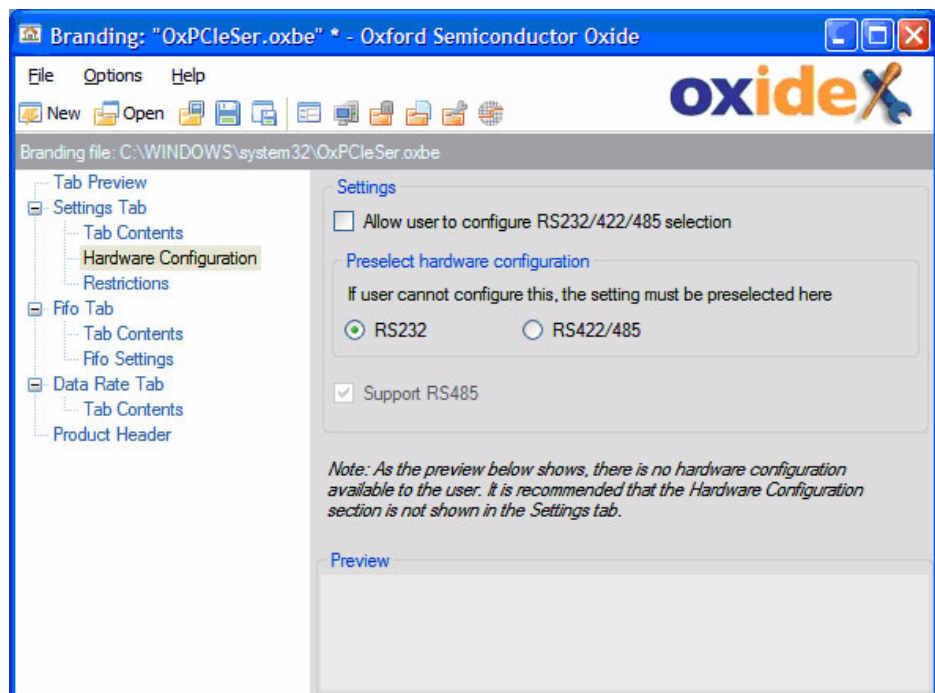 Branding: "OxPCIeSer.oxbe" * - Oxford Semiconductor Oxide
File Options Help
oxide
New Open
Branding file: C:\WINDOWS\system32\OxPCIeSer.oxbe
Tab Preview
Settings Tab
Tab Contents
Hardware Configuration
Restrictions
Fifo Tab
Tab Contents
Fifo Settings
Data Rate Tab
Tab Contents
Product Header
Settings
Allow user to configure RS232/422/485 selection
Preselect hardware configuration
If user cannot configure this, the setting must be preselected here
RS232 RS422/485
Support RS485
Note: As the preview below shows, there is no hardware configuration
available to the user. It is recommended that the Hardware Configuration
section is not shown in the Settings tab.
Preview